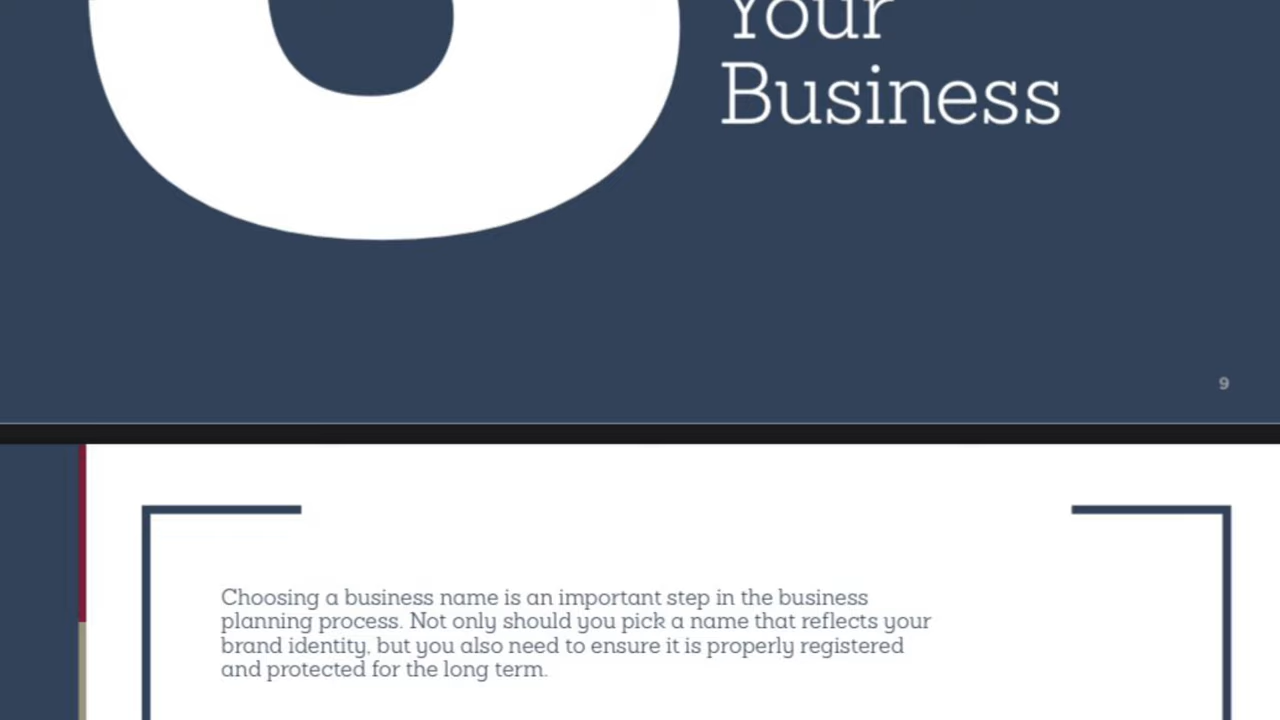 Your
Business
9
Choosing a business name is an important step in the business
planning process. Not only should you pick a name that reflects your
brand identity, but you also need to ensure it is properly registered
and protected for the long term.